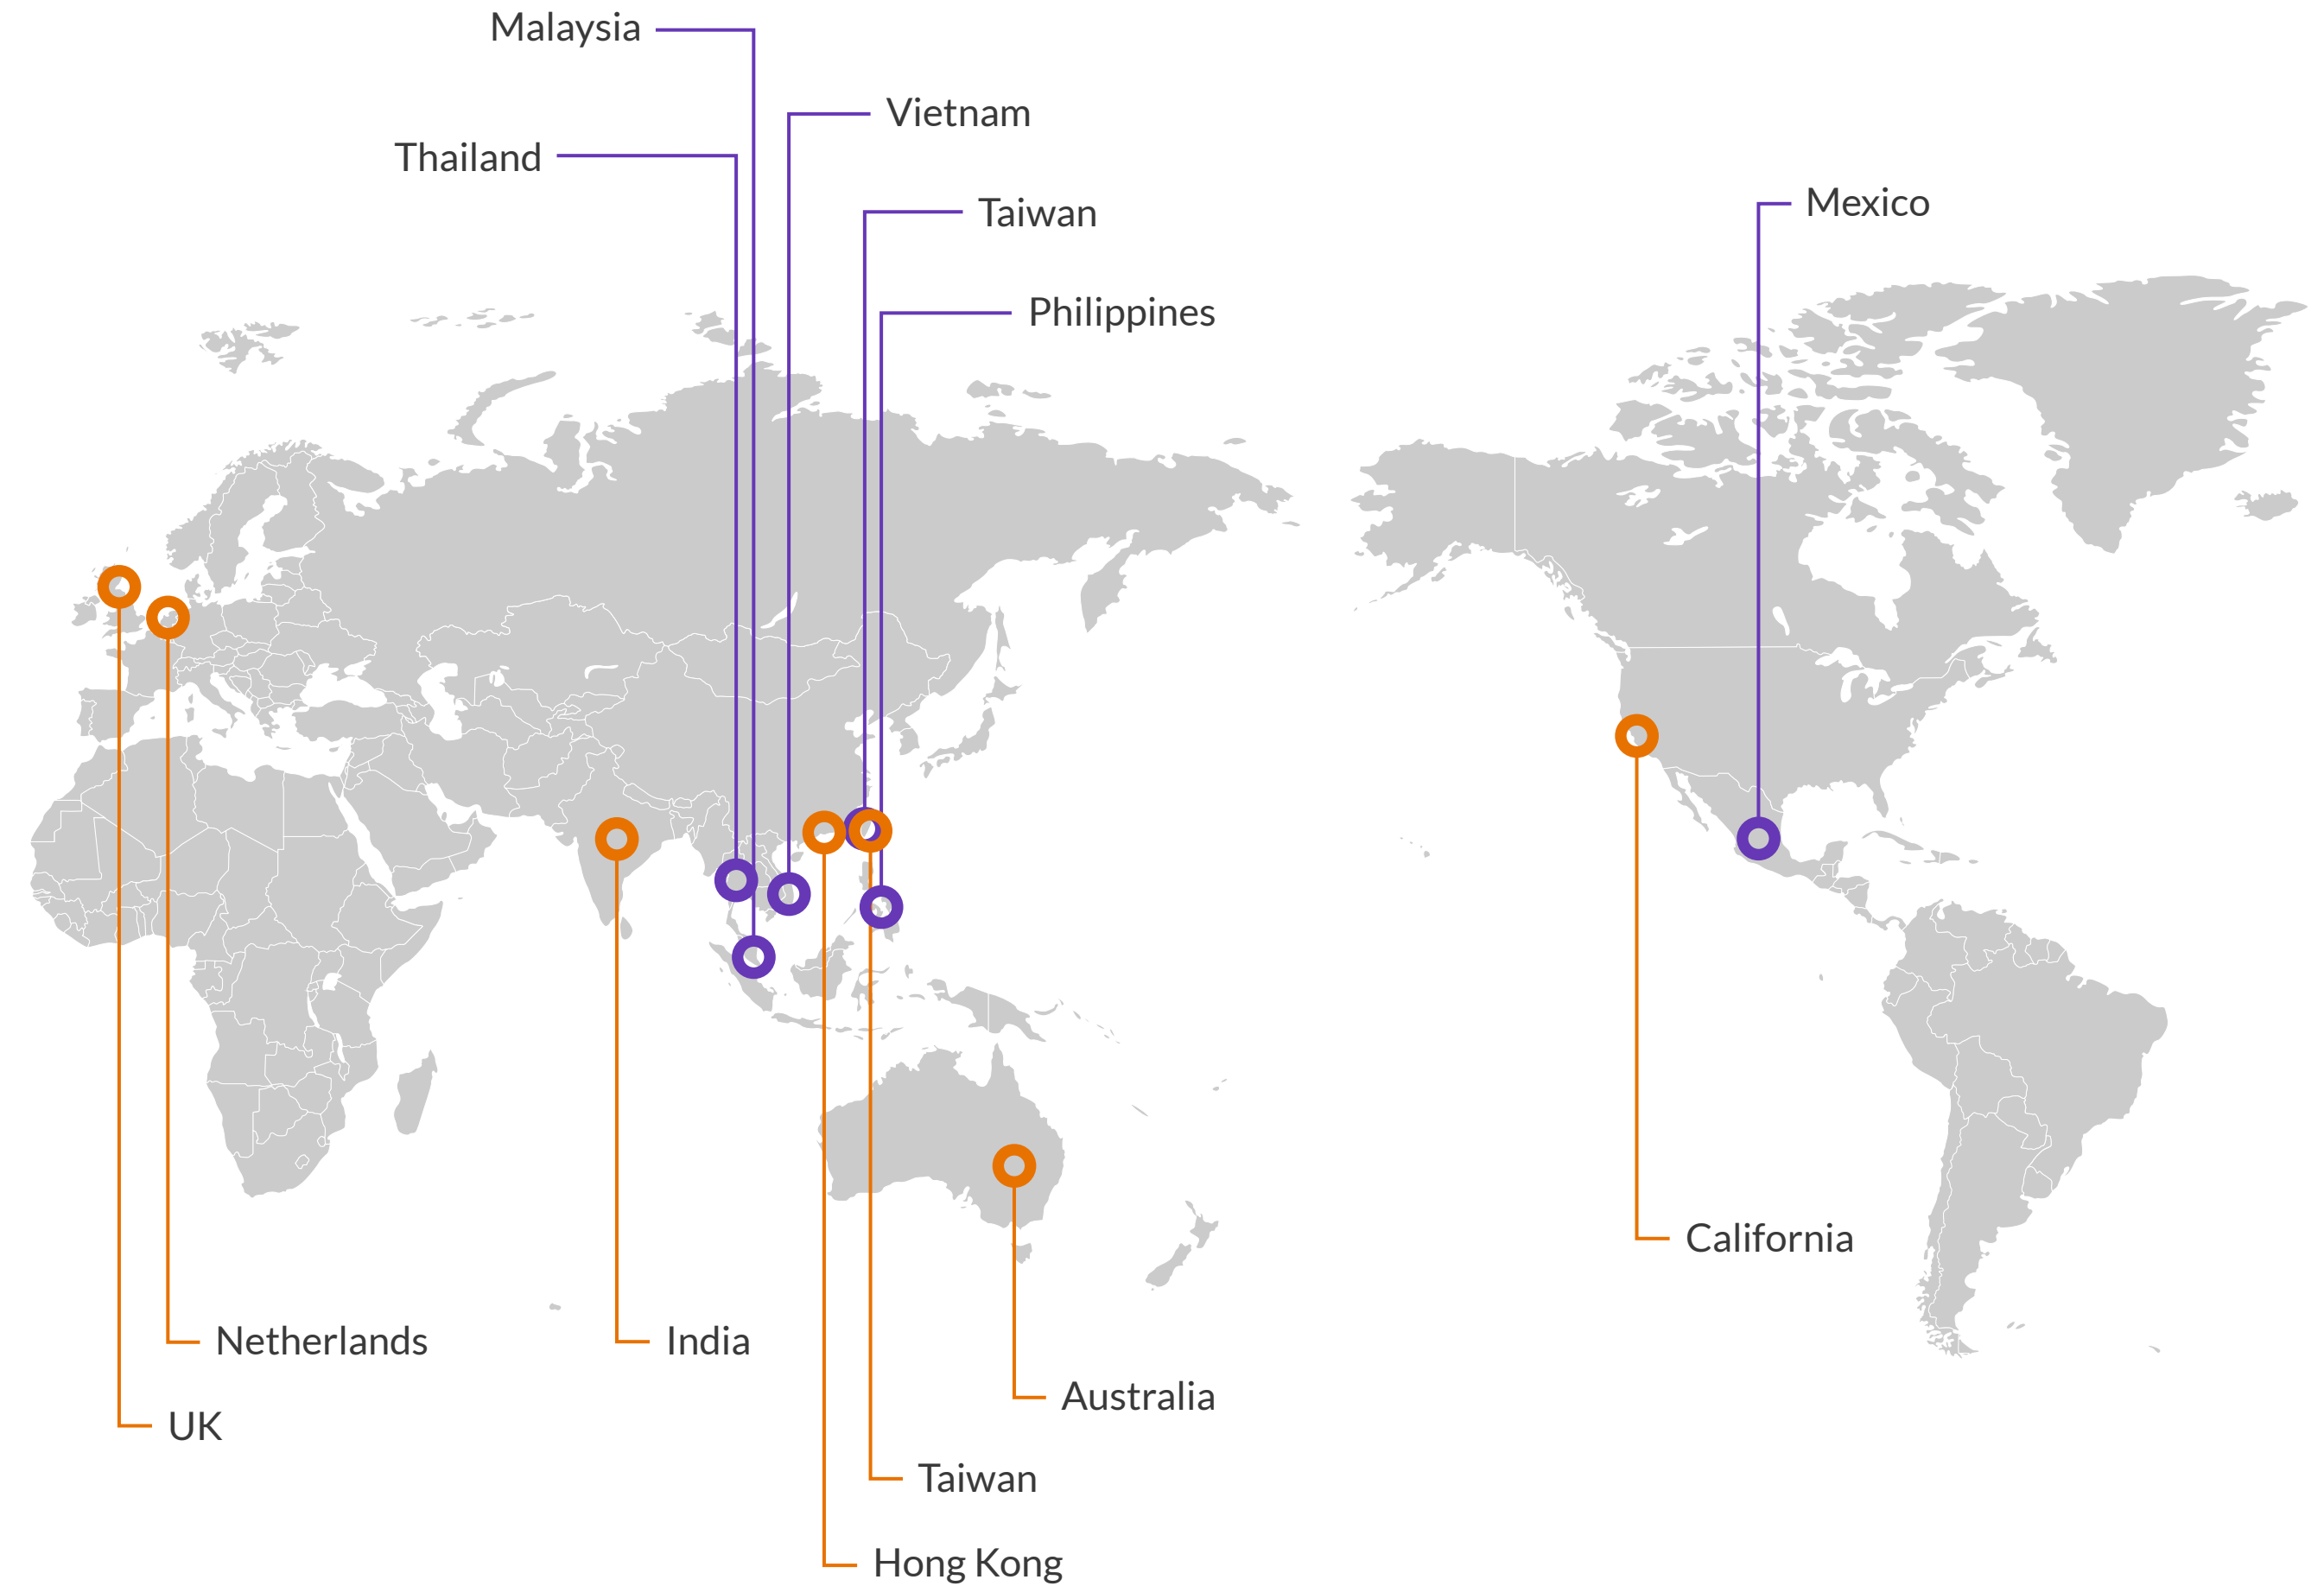 Malaysia
Vietnam
Thailand
Taiwan
Mexico
Philippines
California
Netherlands
India
Australia
UK
Taiwan
Hong Kong